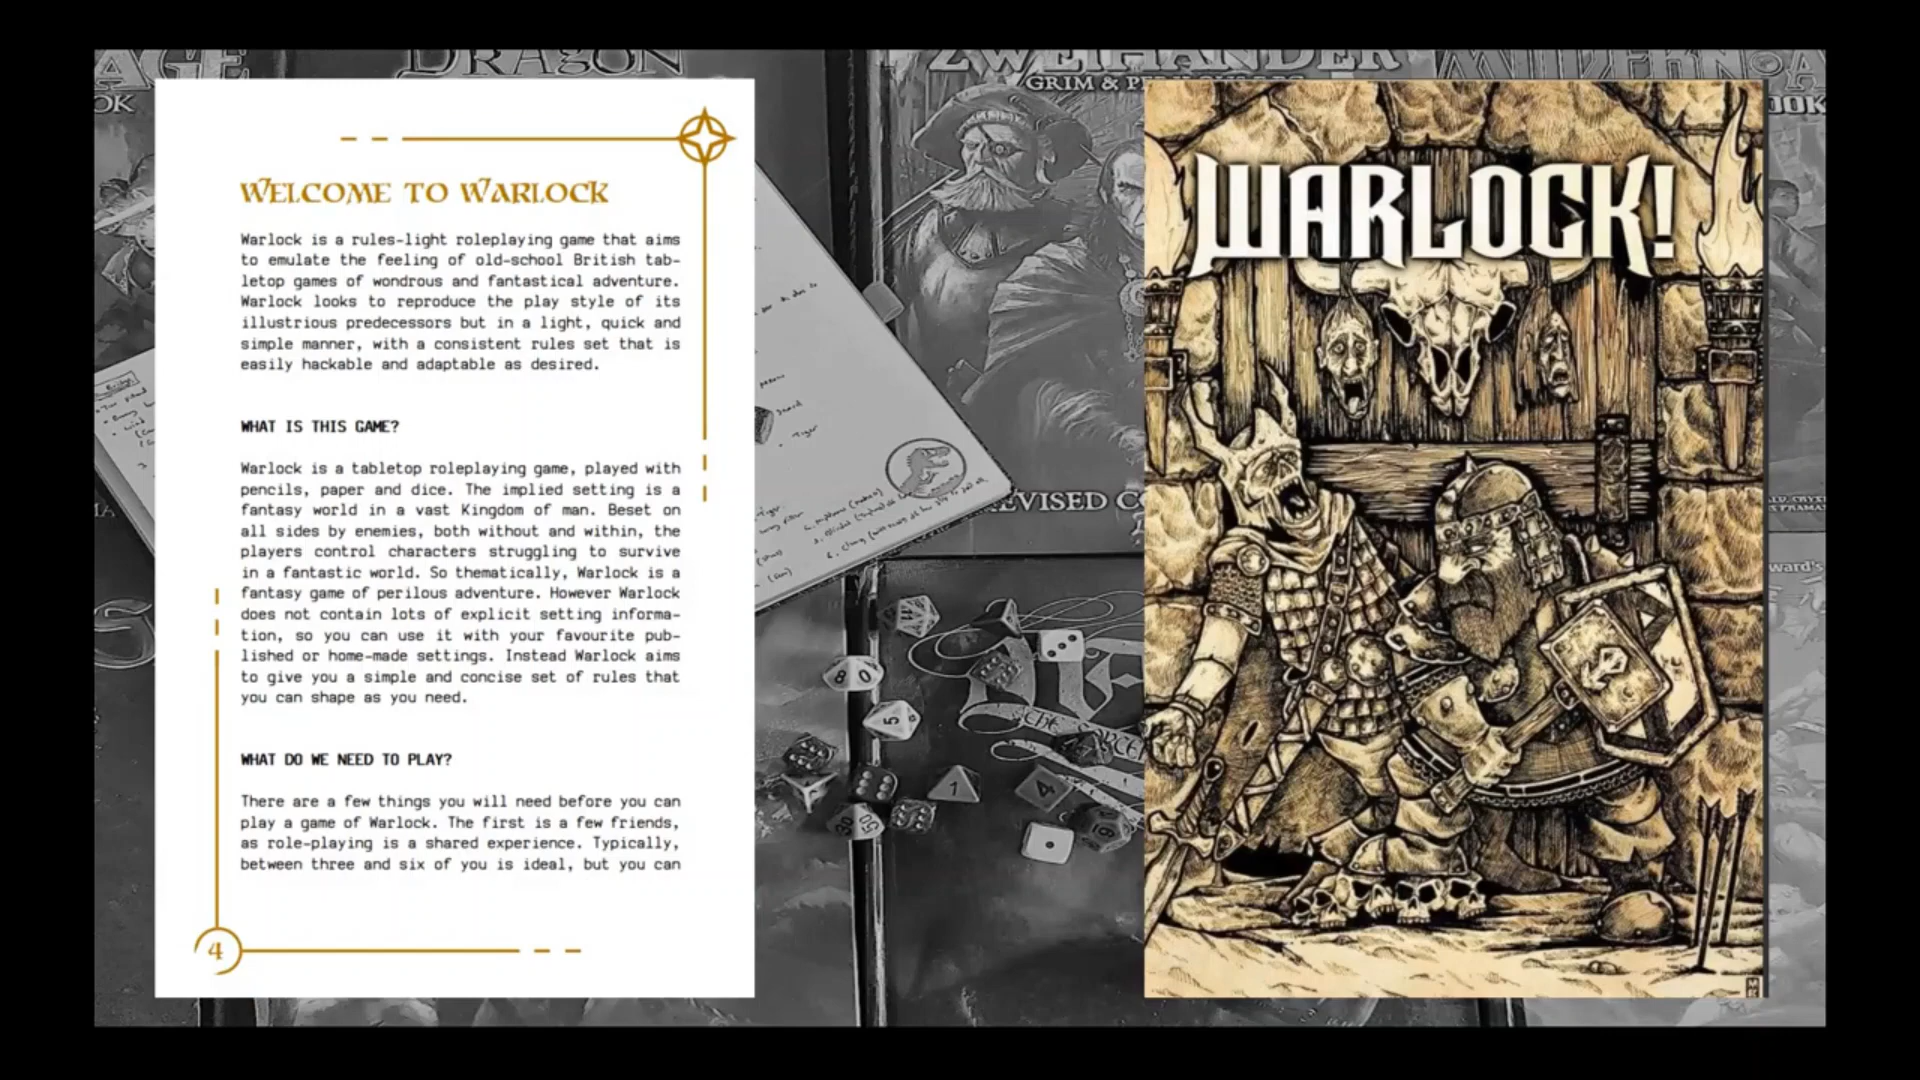 WELCOME TO WARLOCK
Warlock is a rules-light roleplaying game that aims
to emulate the feeling of old-school British tab-
letop games of wondrous and fantastical adventure.
Warlock looks to reproduce the play style of its
illustrious predecessors but in a light, quick and
simple manner, with a consistent rules set that is
easily hackable and adaptable as desired.
WHAT IS THIS GAME?
Warlock is a tabletop roleplaying game, played with
pencils, paper and dice. The implied setting is a
fantasy world in a vast Kingdom of man. Beset on
all sides by enemies, both without and within, the
players control characters struggling to survive
in a fantastic world. So thematically, Warlock is a
fantasy game of perilous adventure. However Warlock
does not contain lots of explicit setting informa-
tion, so you can use it with your favourite pub-
lished or home-made settings. Instead Warlock aims
to give you a simple and concise set of rules that
you can shape as you need.
WHAT DO WE NEED TO PLAY?
There are a few things you will need before you can
play a game of Warlock. The first is a few friends,
as role-playing is a shared experience. Typically,
between three and six of you is ideal, but you can
4
WARLOCK!
DRAGON
ZWEIHANDER
GRIM & P
EVISED CO
Tiger
80
5
1
4
30
50